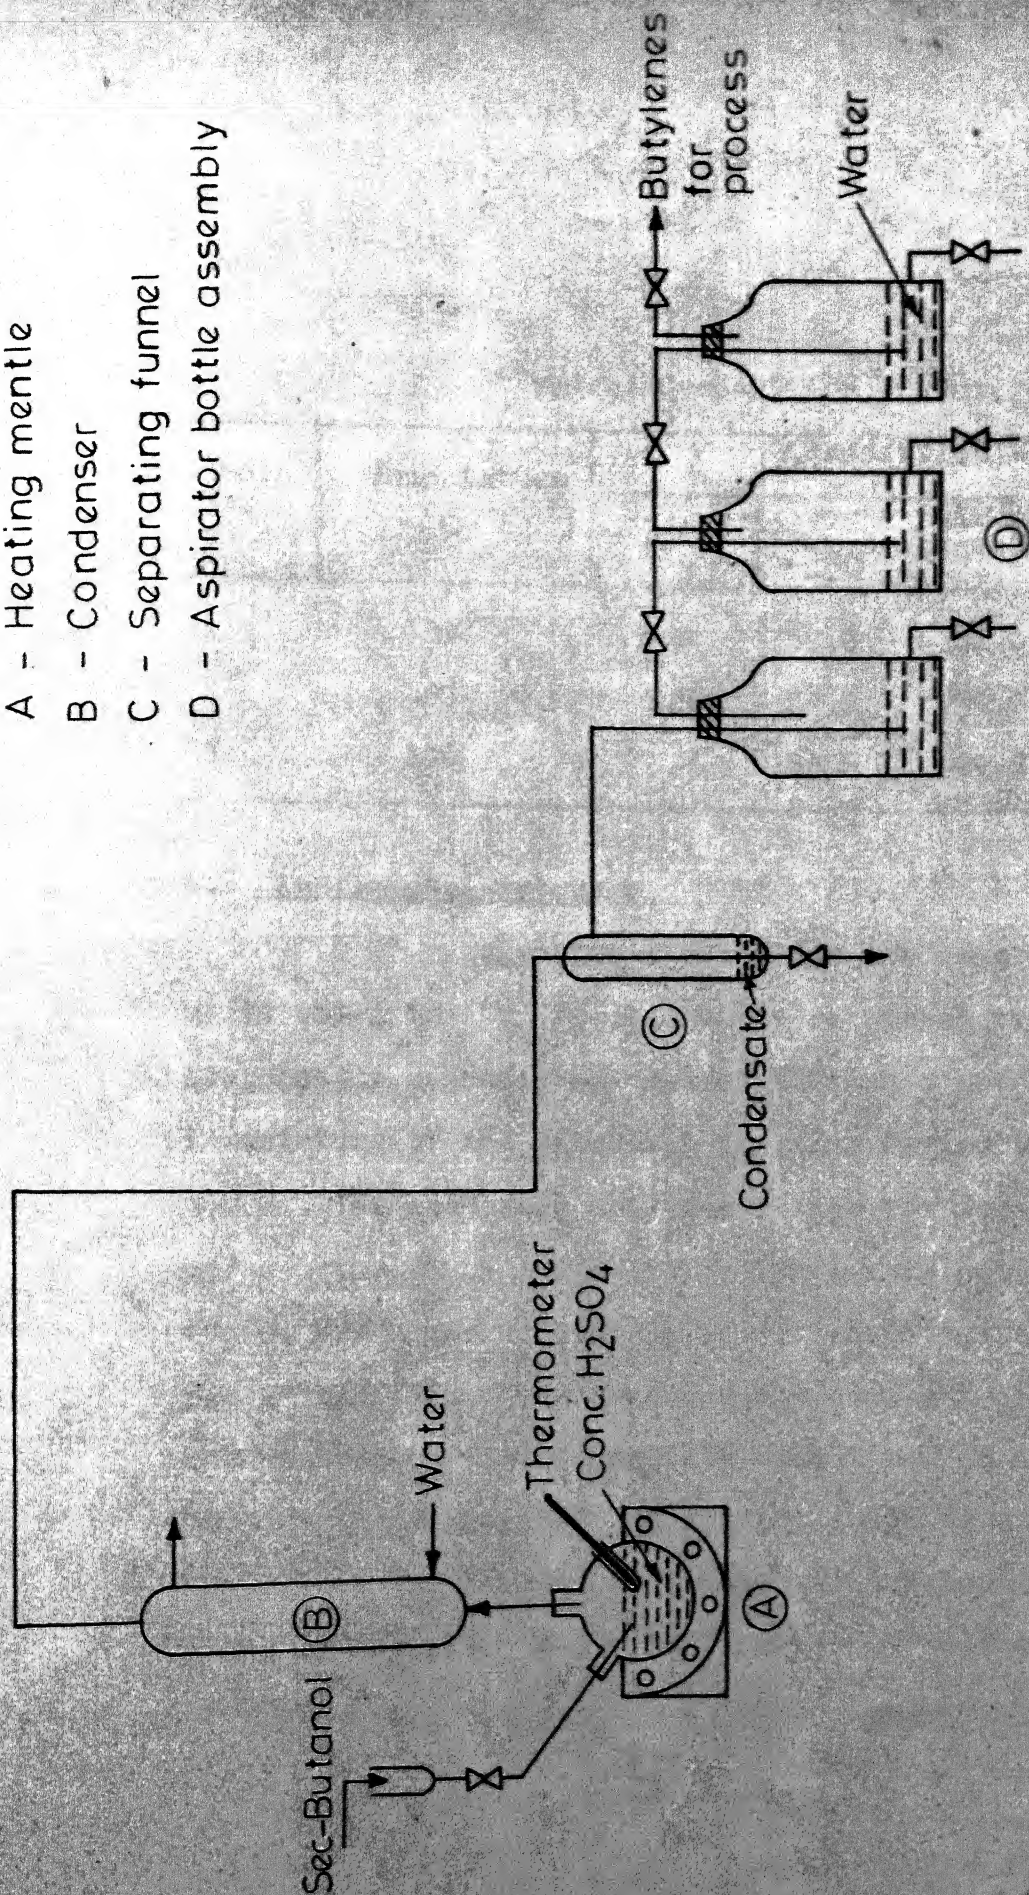 A - Heating mentle
B - Condenser
C - Separating funnel
D - Aspirator bottle assembly
Sec-Butanol
B
Water
Thermometer
Conc. H2SO4
A
C
Condensate
Butylenes
for
process
Water
D